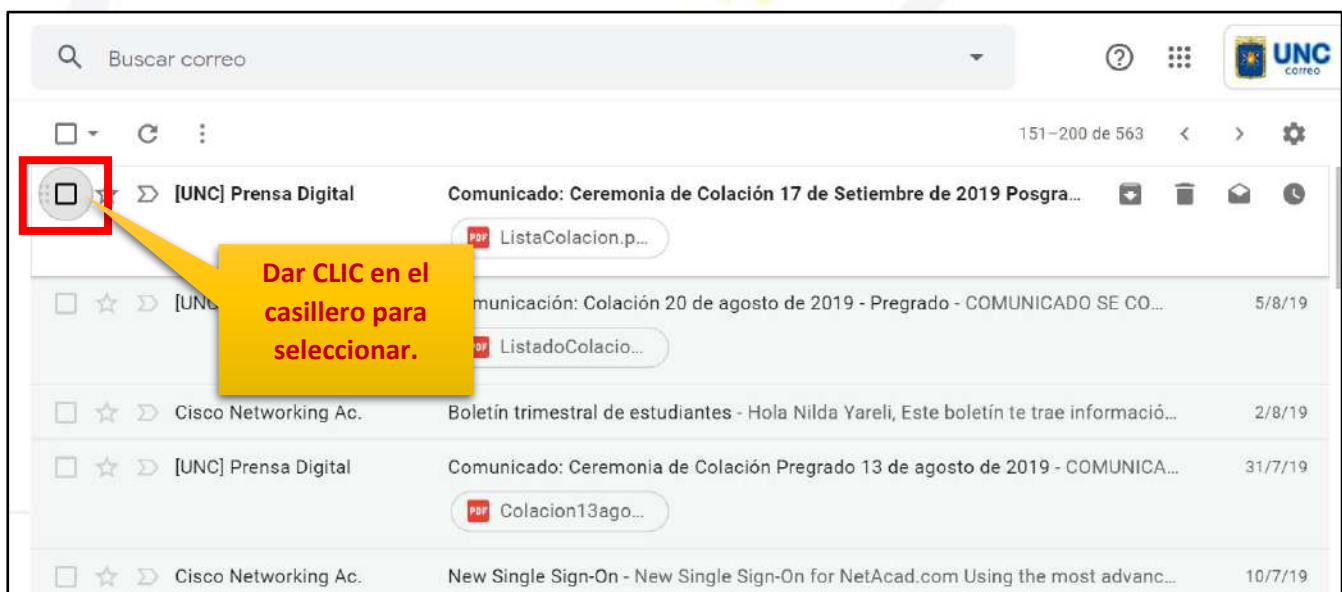 Buscar correo
UNC
correo
151–200 de 563
[UNC] Prensa Digital Comunicado: Ceremonia de Colación 17 de Setiembre de 2019 Posgra...
PDF ListaColacion.p...
Dar CLIC en el
casillero para
seleccionar.
[UNC
municación: Colación 20 de agosto de 2019 - Pregrado - COMUNICADO SE CO... 5/8/19
ListadoColacio...
Cisco Networking Ac. Boletín trimestral de estudiantes - Hola Nilda Yareli, Este boletín te trae informació... 2/8/19
[UNC] Prensa Digital Comunicado: Ceremonia de Colación Pregrado 13 de agosto de 2019 - COMUNICA... 31/7/19
PDF Colacion13ago...
Cisco Networking Ac. New Single Sign-On - New Single Sign-On for NetAcad.com Using the most advanc... 10/7/19